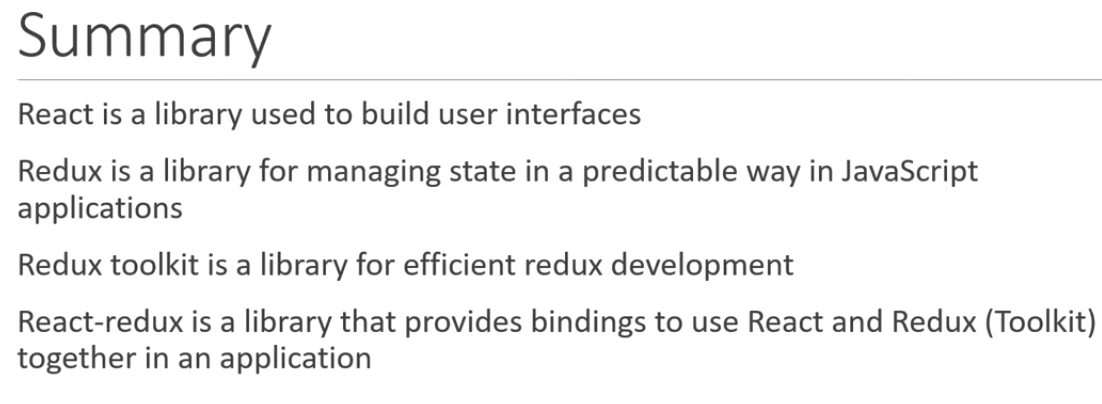 Summary
React is a library used to build user interfaces
Redux is a library for managing state in a predictable way in JavaScript
applications
Redux toolkit is a library for efficient redux development
React-redux is a library that provides bindings to use React and Redux (Toolkit)
together in an application